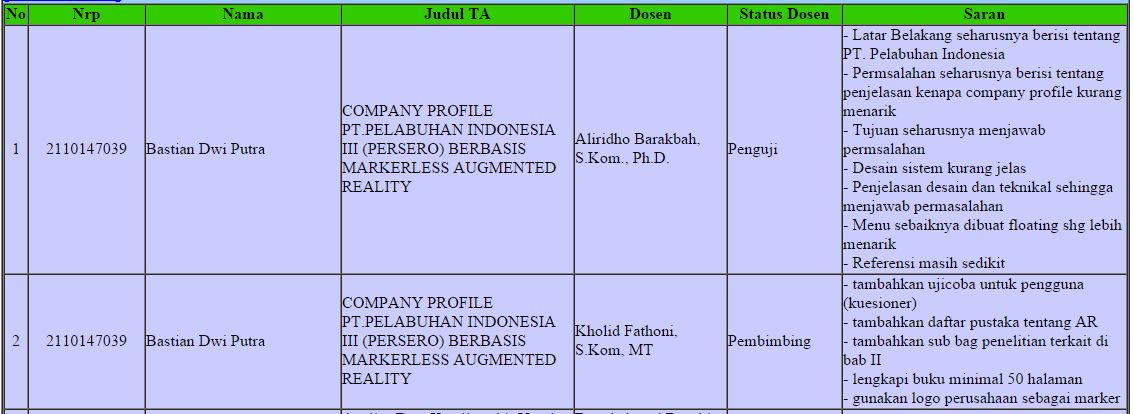 No Nrp Nama Judul TA Dosen Status Dosen Saran
1 2110147039 Bastian Dwi Putra
COMPANY PROFILE
PT.PELABUHAN INDONESIA
III (PERSERO) BERBASIS
MARKERLESS AUGMENTED
REALITY
Aliridho Barakbah,
S.Kom., Ph.D.
Penguji
- Latar Belakang seharusnya berisi tentang
PT. Pelabuhan Indonesia
- Permsalahan seharusnya berisi tentang
penjelasan kenapa company profile kurang
menarik
- Tujuan seharusnya menjawab
permsalahan
- Desain sistem kurang jelas
- Penjelasan desain dan teknikal sehingga
menjawab permasalahan
- Menu sebaiknya dibuat floating shg lebih
menarik
- Referensi masih sedikit
2 2110147039 Bastian Dwi Putra
COMPANY PROFILE
PT.PELABUHAN INDONESIA
III (PERSERO) BERBASIS
MARKERLESS AUGMENTED
REALITY
Kholid Fathoni,
S.Kom, MT
Pembimbing
- tambahkan ujicoba untuk pengguna
(kuesioner)
- tambahkan daftar pustaka tentang AR
- tambahkan sub bag penelitian terkait di
bab II
- lengkapi buku minimal 50 halaman
- gunakan logo perusahaan sebagai marker